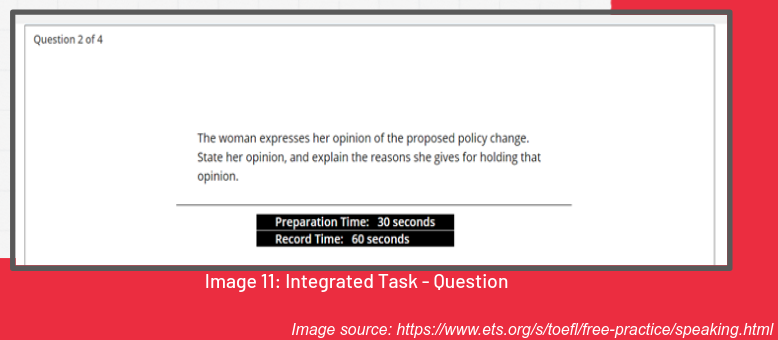 Question 2 of 4
The woman expresses her opinion of the proposed policy change.
State her opinion, and explain the reasons she gives for holding that
opinion.
Preparation Time: 30 seconds
Record Time: 60 seconds
Image 11: Integrated Task - Question
Image source: https://www.ets.org/s/toefl/free-practice/speaking.html